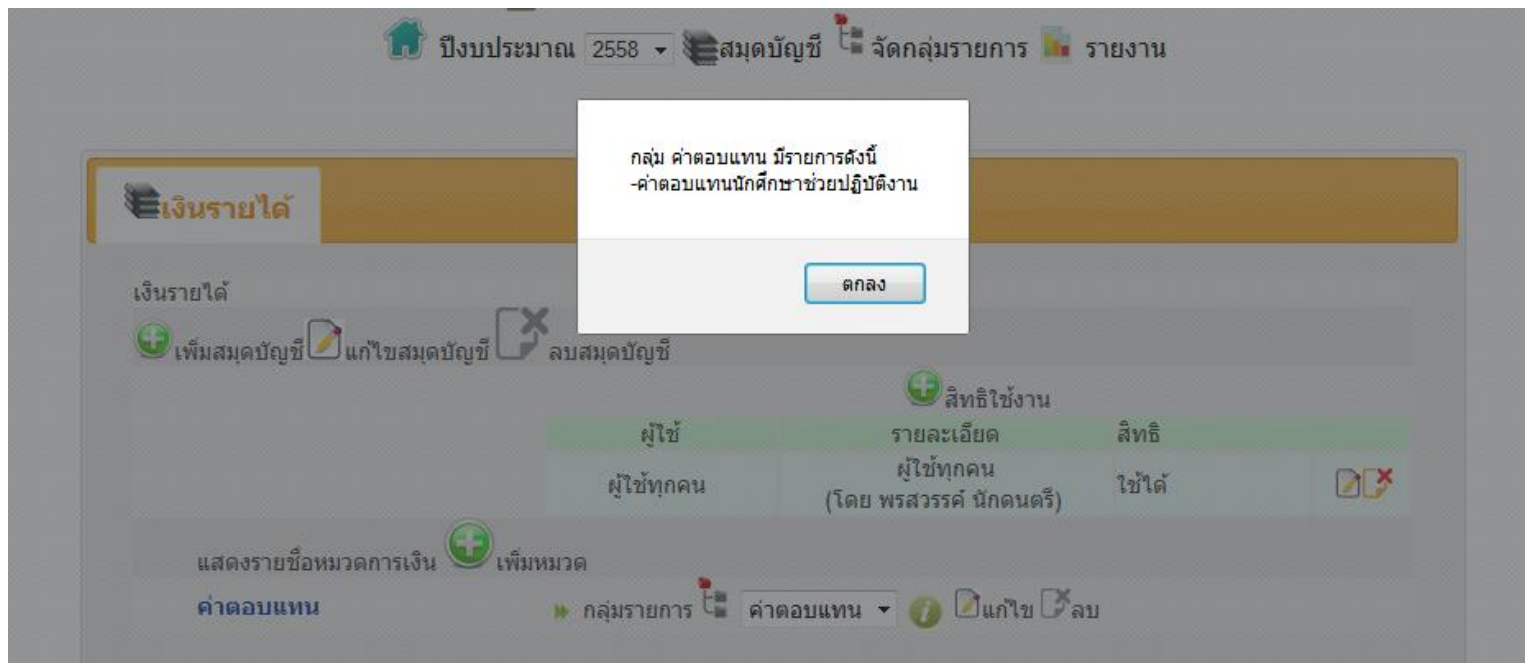 ปีงบประมาณ 2558 สมุดบัญชี จัดกลุ่มรายการ รายงาน
กลุ่ม ค่าตอบแทน มีรายการดังนี้
-ค่าตอบแทนนักศึกษาช่วยปฏิบัติงาน
ตกลง
เงินรายได้
เงินรายได้
เพิ่มสมุดบัญชี แก้ไขสมุดบัญชี ลบสมุดบัญชี
สิทธิใช้งาน
ผู้ใช้ รายละเอียด สิทธิ
ผู้ใช้ทุกคน ผู้ใช้ทุกคน ใช้ได้
(โดย พรสวรรค์ นักดนตรี)
แสดงรายชื่อหมวดการเงิน เพิ่มหมวด
ค่าตอบแทน กลุ่มรายการ ค่าตอบแทน แก้ไข ลบ